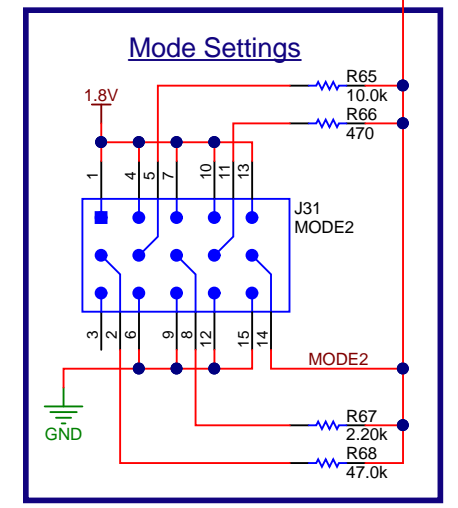 Mode Settings
R65
10.0k
1.8V
R66
470
1
4
5
7
10
11
13
J31
MODE2
3
2
6
9
8
12
15
14
MODE2
R67
2.20k
GND
R68
47.0k